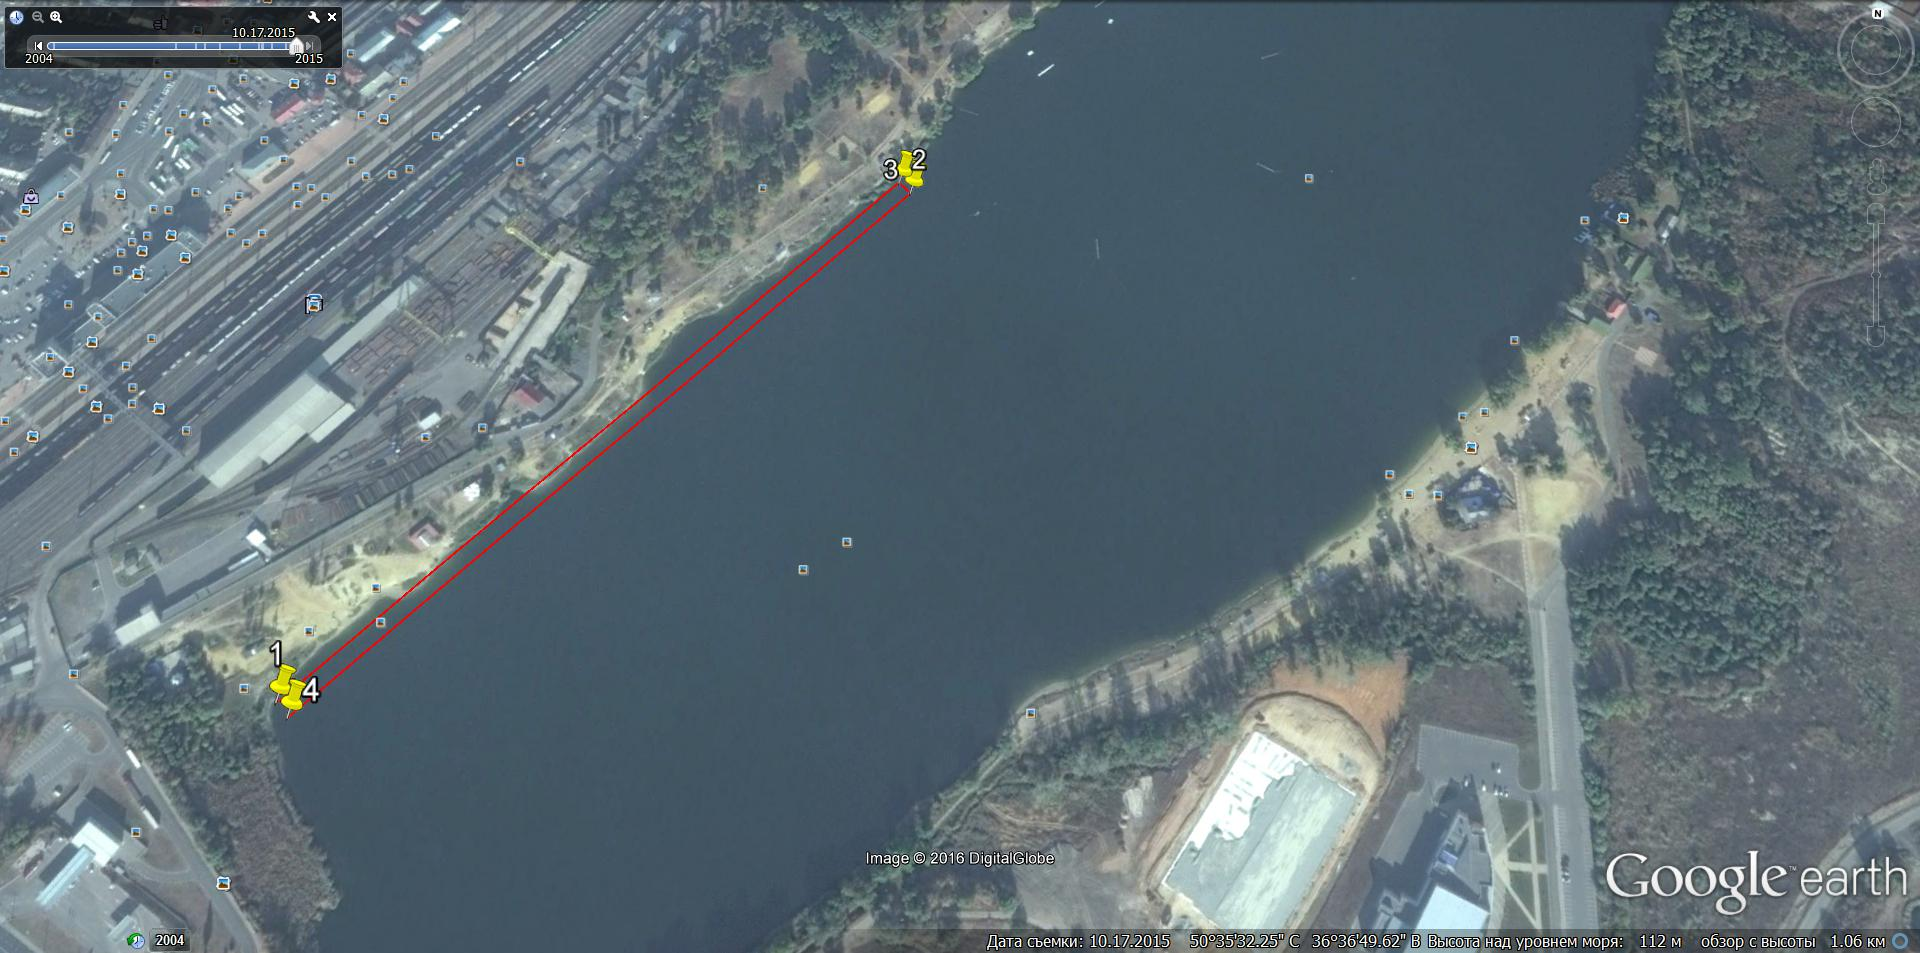 10.17.2015
2004
2015
N
3
2
1
4
Image © 2016 DigitalGlobe
Google™ earth
2004
Дата съемки: 10.17.2015 50°35'32.25" С 36°36'49.62" В Высота над уровнем моря: 112 м обзор с высоты 1.06 км